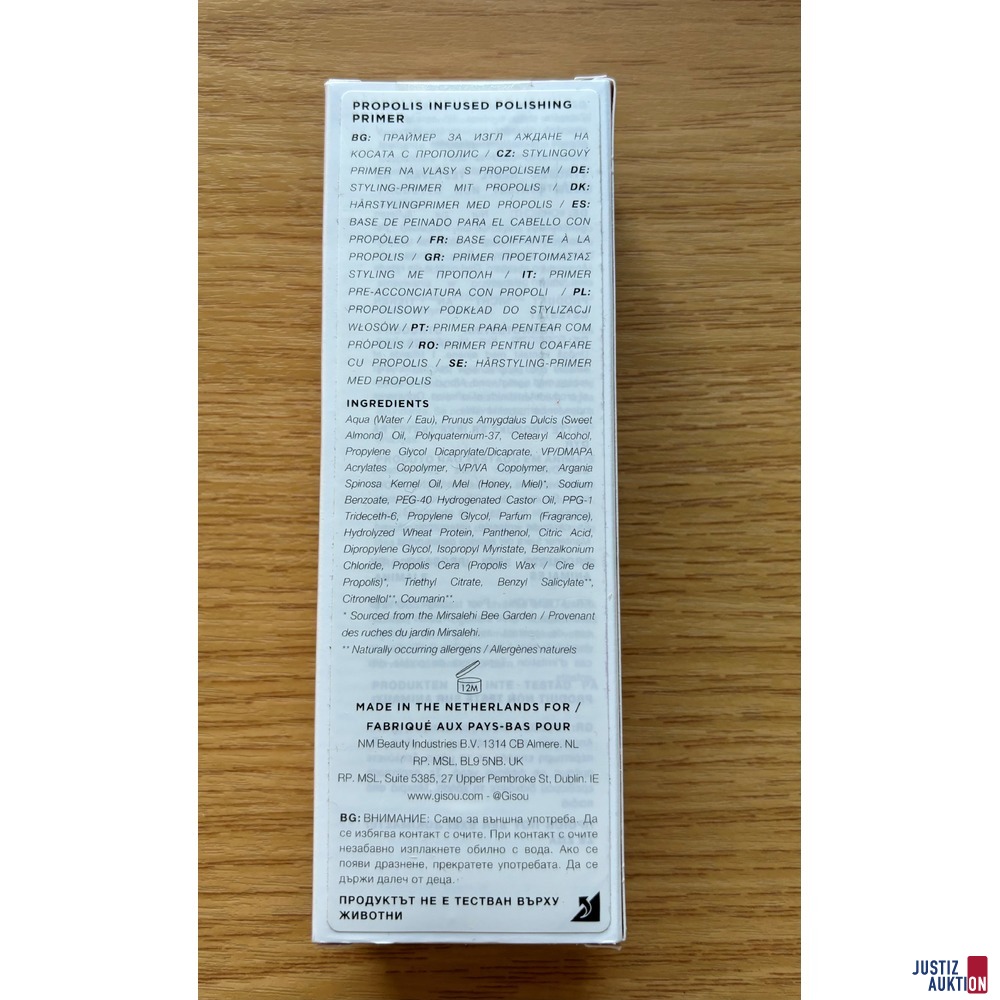 PROPOLIS INFUSED POLISHING
PRIMER
BG: ПРАЙМЕР ЗА ИЗГЛ АЖДАНЕ НА
КОСАТА С ПРОПОЛИС / CZ: STYLINGOVÝ
PRIMER NA VLASY S PROPOLISEM / DE:
STYLING-PRIMER MIT PROPOLIS / DK:
HÅRSTYLINGPRIMER MED PROPOLIS / ES:
BASE DE PEINADO PARA EL CABELLO CON
PROPÓLEO / FR: BASE COIFFANTE À LA
PROPOLIS / GR: PRIMER ΠΡΟΕΤΟΙΜΑΣΙΑΣ
STYLING ΜΕ ΠΡΟΠΟΛΗ / IT: PRIMER
PRE-ACCONCIATURA CON PROPOLI / PL:
PROPOLISOWY PODKŁAD DO STYLIZACJI
WŁOSÓW / PT: PRIMER PARA PENTEAR COM
PRÓPOLIS / RO: PRIMER PENTRU COAFARE
CU PROPOLIS / SE: HÅRSTYLING-PRIMER
MED PROPOLIS
INGREDIENTS
Aqua (Water / Eau), Prunus Amygdalus Dulcis (Sweet
Almond) Oil, Polyquaternium-37, Cetearyl Alcohol,
Propylene Glycol Dicaprylate/Dicaprate, VP/DMAPA
Acrylates Copolymer, VP/VA Copolymer, Argania
Spinosa Kernel Oil, Mel (Honey, Miel)*, Sodium
Benzoate, PEG-40 Hydrogenated Castor Oil, PPG-1
Trideceth-6, Propylene Glycol, Parfum (Fragrance),
Hydrolyzed Wheat Protein, Panthenol, Citric Acid,
Dipropylene Glycol, Isopropyl Myristate, Benzalkonium
Chloride, Propolis Cera (Propolis Wax / Cire de
Propolis)*, Triethyl Citrate, Benzyl Salicylate**,
Citronellol**, Coumarin**.
* Sourced from the Mirsalehi Bee Garden / Provenant
des ruches du jardin Mirsalehi.
** Naturally occurring allergens / Allergènes naturels
12M
MADE IN THE NETHERLANDS FOR /
FABRIQUÉ AUX PAYS-BAS POUR
NM Beauty Industries B.V. 1314 CB Almere. NL
/ RP. MSL, BL9 5NB. UK
RP. MSL, Suite 5385, 27 Upper Pembroke St, Dublin. IE
www.gisou.com - @Gisou
BG: ВНИМАНИЕ: Само за външна употреба. Да
се избягва контакт с очите. При контакт с очите
незабавно изплакнете обилно с вода. Ако се
появи дразнене, прекратете употребата. Да се
държи далеч от деца.
ПРОДУКТЪТ НЕ Е ТЕСТВАН ВЪРХУ
ЖИВОТНИ
JUSTIZ
AUKTION